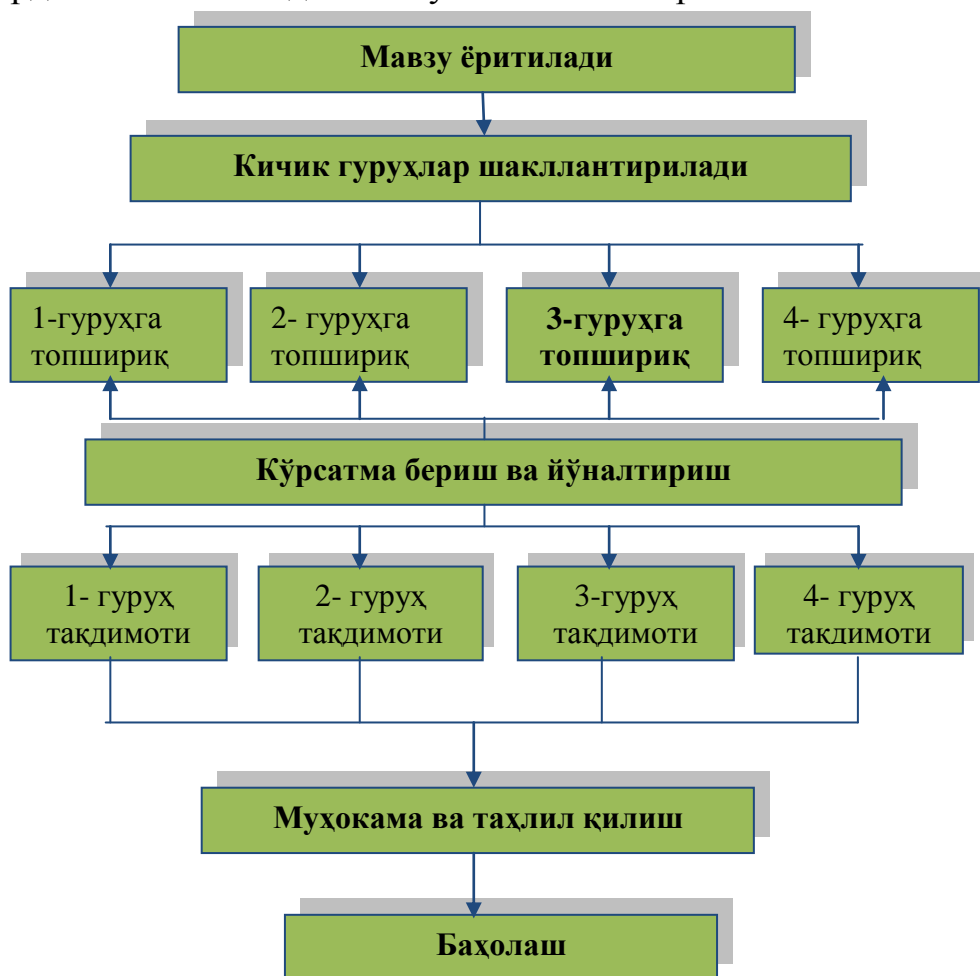 Мавзу ёритилади
Кичик гуруҳлар шакллантирилади
1-гуруҳга
топшириқ
2- гуруҳга
топшириқ
3-гуруҳга
топшириқ
4- гуруҳга
топшириқ
Кўрсатма бериш ва йўналтириш
1- гуруҳ
тақдимоти
2- гуруҳ
тақдимоти
3-гуруҳ
тақдимоти
4- гуруҳ
тақдимоти
Муҳокама ва таҳлил қилиш
Баҳолаш